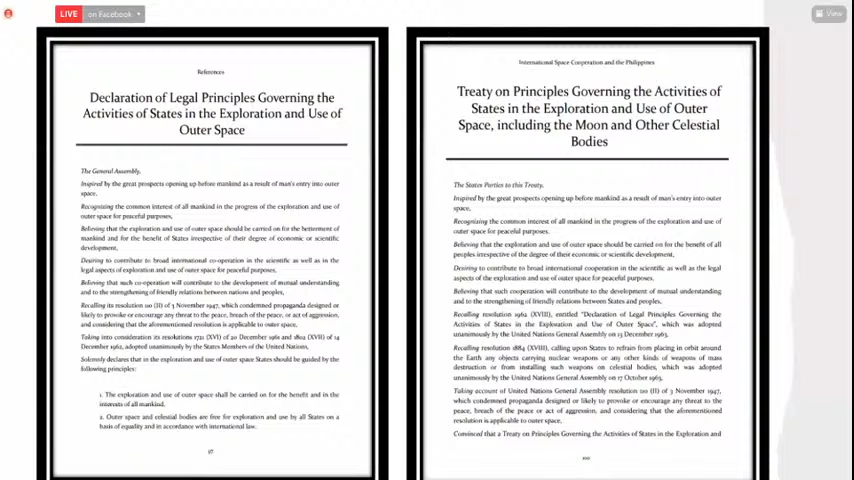 LIVE on Facebook
View
References
Declaration of Legal Principles Governing the
Activities of States in the Exploration and Use of
Outer Space
The General Assembly,
Inspired by the great prospects opening up before mankind as a result of man's entry into outer
space,
Recognizing the common interest of all mankind in the progress of the exploration and use of
outer space for peaceful purposes,
Believing that the exploration and use of outer space should be carried on for the betterment of
mankind and for the benefit of States irrespective of their degree of economic or scientific
development,
Desiring to contribute to broad international co-operation in the scientific as well as in the
legal aspects of exploration and use of outer space for peaceful purposes,
Believing that such co-operation will contribute to the development of mutual understanding
and to the strengthening of friendly relations between nations and peoples,
Recalling its resolution 110 (II) of 3 November 1947, which condemned propaganda designed or
likely to provoke or encourage any threat to the peace, breach of the peace, or act of aggression,
and considering that the aforementioned resolution is applicable to outer space,
Taking into consideration its resolutions 1721 (XVI) of 20 December 1961 and 1802 (XVII) of 14
December 1962, adopted unanimously by the States Members of the United Nations,
Solemnly declares that in the exploration and use of outer space States should be guided by the
following principles:
1. The exploration and use of outer space shall be carried on for the benefit and in the
interests of all mankind.
2. Outer space and celestial bodies are free for exploration and use by all States on a
basis of equality and in accordance with international law.
97
International Space Cooperation and the Philippines
Treaty on Principles Governing the Activities of
States in the Exploration and Use of Outer
Space, including the Moon and Other Celestial
Bodies
The States Parties to this Treaty,
Inspired by the great prospects opening up before mankind as a result of man's entry into outer
space,
Recognizing the common interest of all mankind in the progress of the exploration and use of
outer space for peaceful purposes,
Believing that the exploration and use of outer space should be carried on for the benefit of all
peoples irrespective of the degree of their economic or scientific development,
Desiring to contribute to broad international cooperation in the scientific as well as the legal
aspects of the exploration and use of outer space for peaceful purposes,
Believing that such cooperation will contribute to the development of mutual understanding
and to the strengthening of friendly relations between States and peoples,
Recalling resolution 1962 (XVIII), entitled "Declaration of Legal Principles Governing the
Activities of States in the Exploration and Use of Outer Space", which was adopted
unanimously by the United Nations General Assembly on 13 December 1963,
Recalling resolution 1884 (XVIII), calling upon States to refrain from placing in orbit around
the Earth any objects carrying nuclear weapons or any other kinds of weapons of mass
destruction or from installing such weapons on celestial bodies, which was adopted
unanimously by the United Nations General Assembly on 17 October 1963,
Taking account of United Nations General Assembly resolution 110 (II) of 3 November 1947,
which condemned propaganda designed or likely to provoke or encourage any threat to the
peace, breach of the peace or act of aggression, and considering that the aforementioned
resolution is applicable to outer space,
Convinced that a Treaty on Principles Governing the Activities of States in the Exploration and